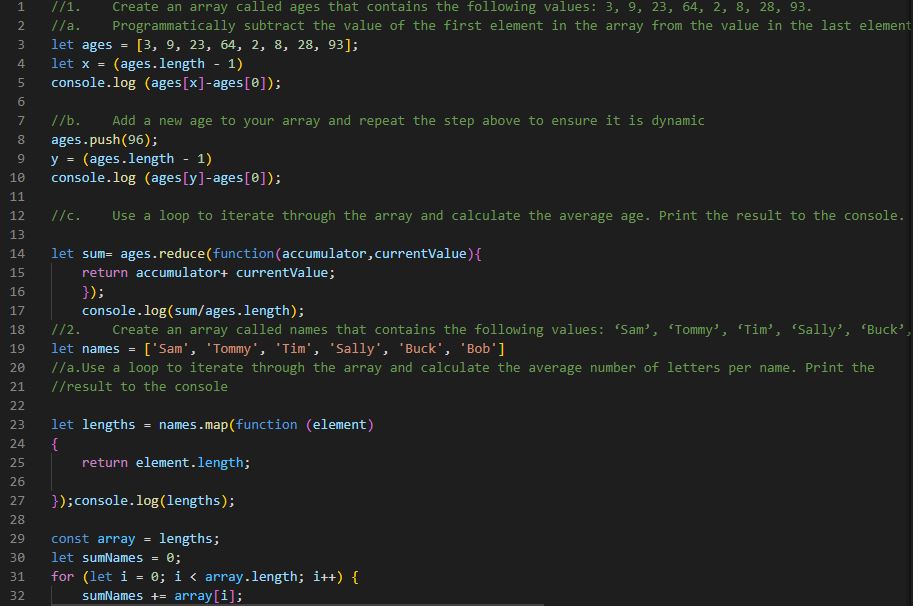 1 //1. Create an array called ages that contains the following values: 3, 9, 23, 64, 2, 8, 28, 93.
2 //a. Programmatically subtract the value of the first element in the array from the value in the last element
3 let ages = [3, 9, 23, 64, 2, 8, 28, 93];
4 let x = (ages.length - 1)
5 console.log (ages[x]-ages[0]);
6
7 //b. Add a new age to your array and repeat the step above to ensure it is dynamic
8 ages.push(96);
9 y = (ages.length - 1)
10 console.log (ages[y]-ages[0]);
11
12 //c. Use a loop to iterate through the array and calculate the average age. Print the result to the console.
13
14 let sum= ages.reduce(function(accumulator,currentValue){
15 return accumulator+ currentValue;
16 });
17 console.log(sum/ages.length);
18 //2. Create an array called names that contains the following values: ‘Sam’, ‘Tommy’, ‘Tim’, ‘Sally’, ‘Buck’,
19 let names = ['Sam', 'Tommy', 'Tim', 'Sally', 'Buck', 'Bob']
20 //a.Use a loop to iterate through the array and calculate the average number of letters per name. Print the
21 //result to the console
22
23 let lengths = names.map(function (element)
24 {
25 return element.length;
26
27 });console.log(lengths);
28
29 const array = lengths;
30 let sumNames = 0;
31 for (let i = 0; i < array.length; i++) {
32 sumNames += array[i];